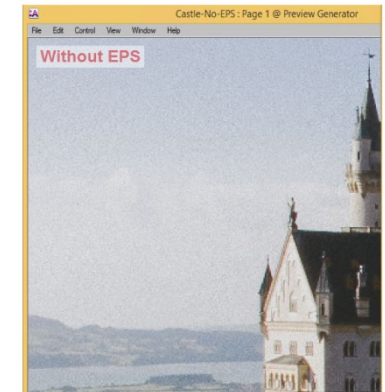 Castle-No-EPS : Page 1 @ Preview Generator
File Edit Control View Window Help
Without EPS